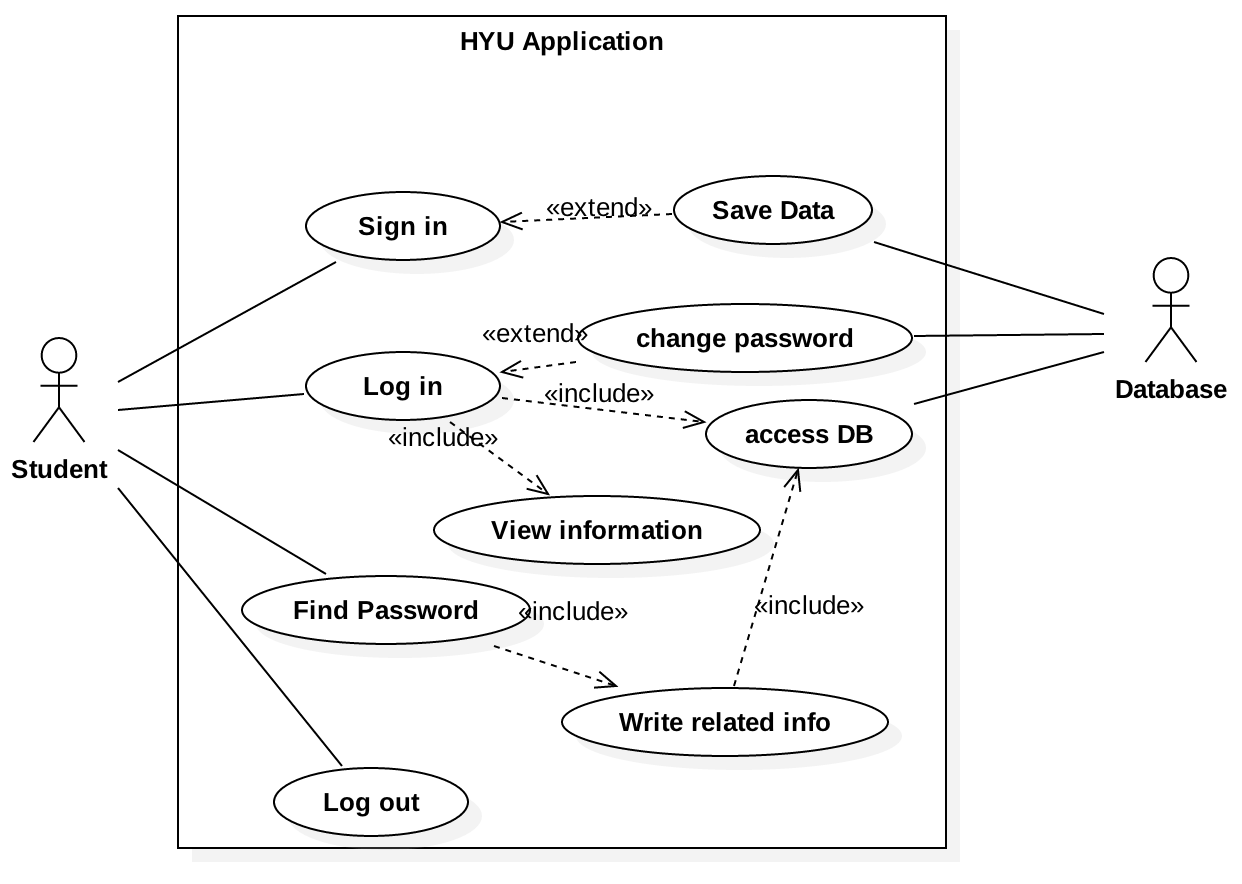 HYU Application
Sign in
«extend»
Save Data
«extend»
change password
Log in
«include»
access DB
«include»
View information
Student
Database
Find Password
«include»
«include»
Write related info
Log out